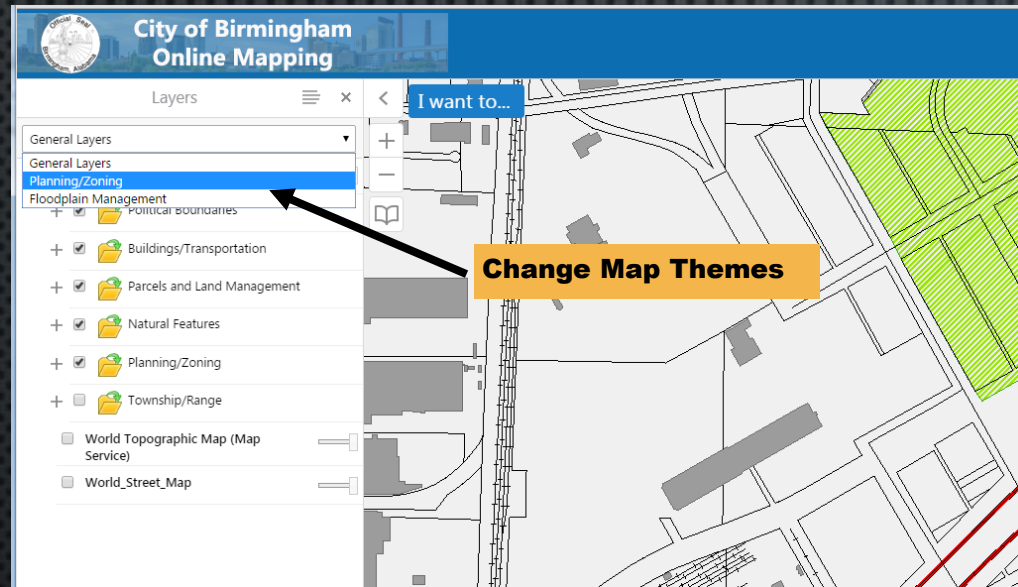 City of Birmingham
Online Mapping
Layers
I want to...
General Layers
General Layers
Planning/Zoning
Floodplain Management
Political Boundaries
Buildings/Transportation
Change Map Themes
Parcels and Land Management
Natural Features
Planning/Zoning
Township/Range
World Topographic Map (Map
Service)
World_Street_Map